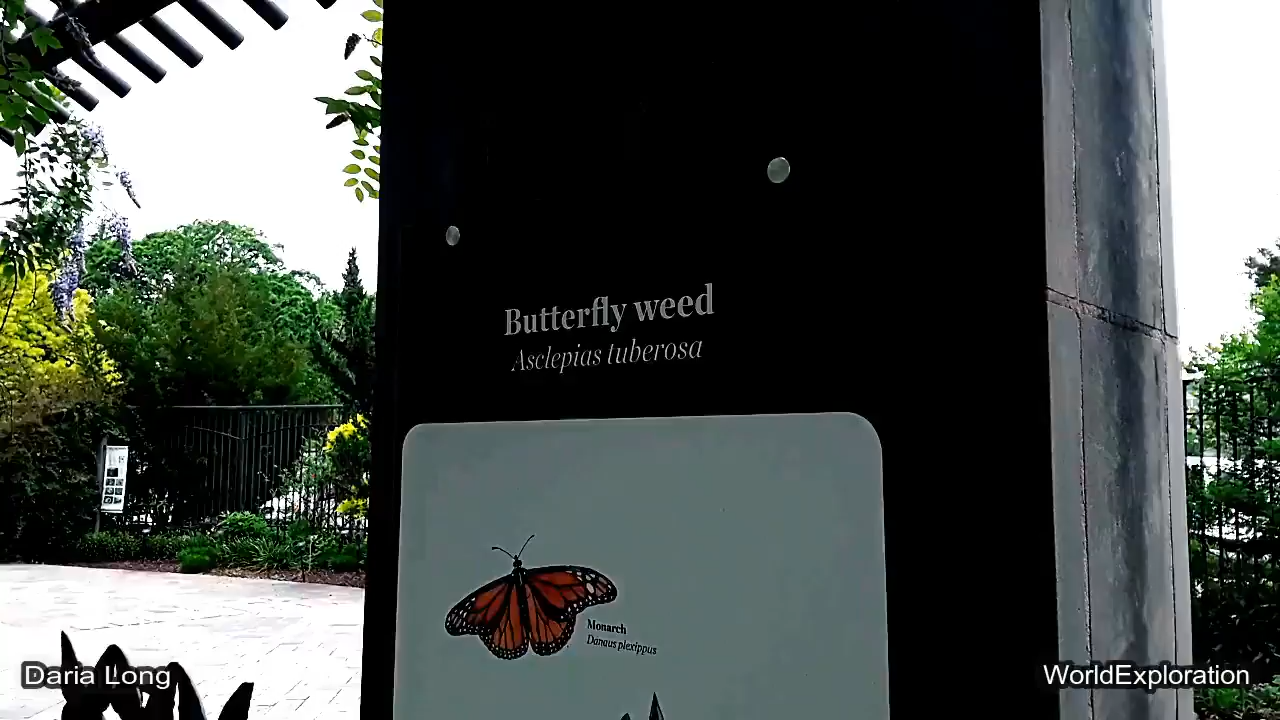 Butterfly weed
Asclepias tuberosa
Monarch
Danaus plexippus
Daria Long
WorldExploration